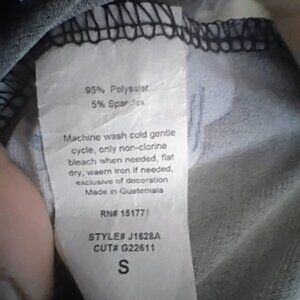 95% Polyester
5% Spandex
Machine wash cold gentle
cycle, only non-clorine
bleach when needed, flat
dry, warm iron if needed,
exclusive of decoration
Made in Guatemala
RN# 151771
STYLE# J1628A
CUT# G22611
S